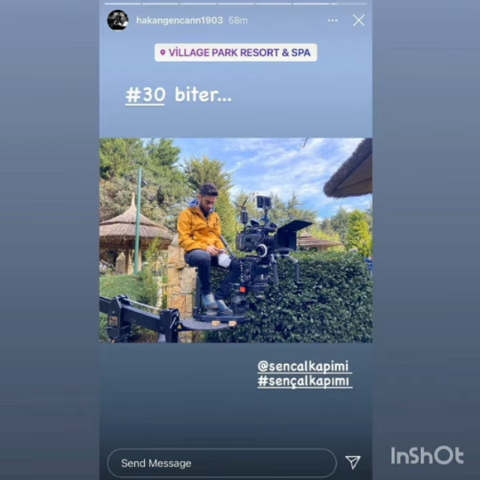 hakangencann1903 58m
VİLLAGE PARK RESORT & SPA
#30 biter...
@sencalkapimi
#sençalkapımı
Send Message
InShOt